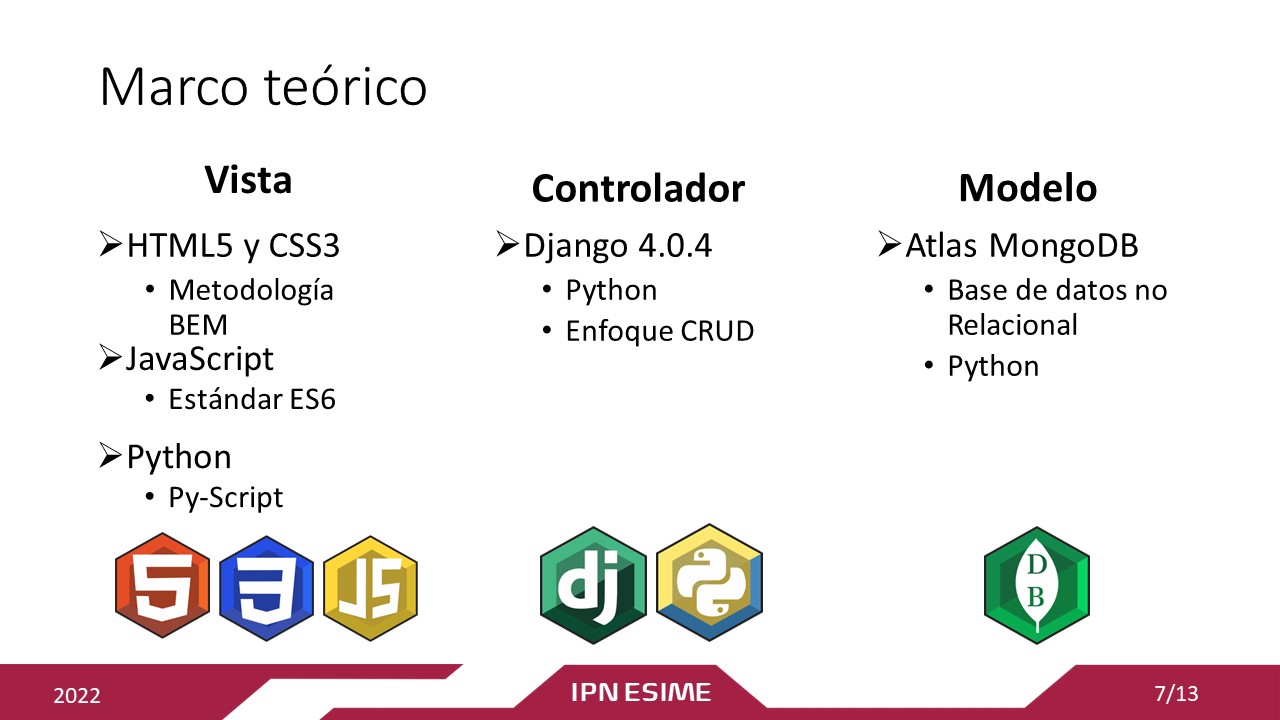 Marco teórico
Vista
HTML5 y CSS3
Metodología
BEM
JavaScript
Estándar ES6
Python
Py-Script
Controlador
Django 4.0.4
Python
Enfoque CRUD
Modelo
Atlas MongoDB
Base de datos no
Relacional
Python
5
3
JS
dj
D
B
2022
IPN ESIME
7/13